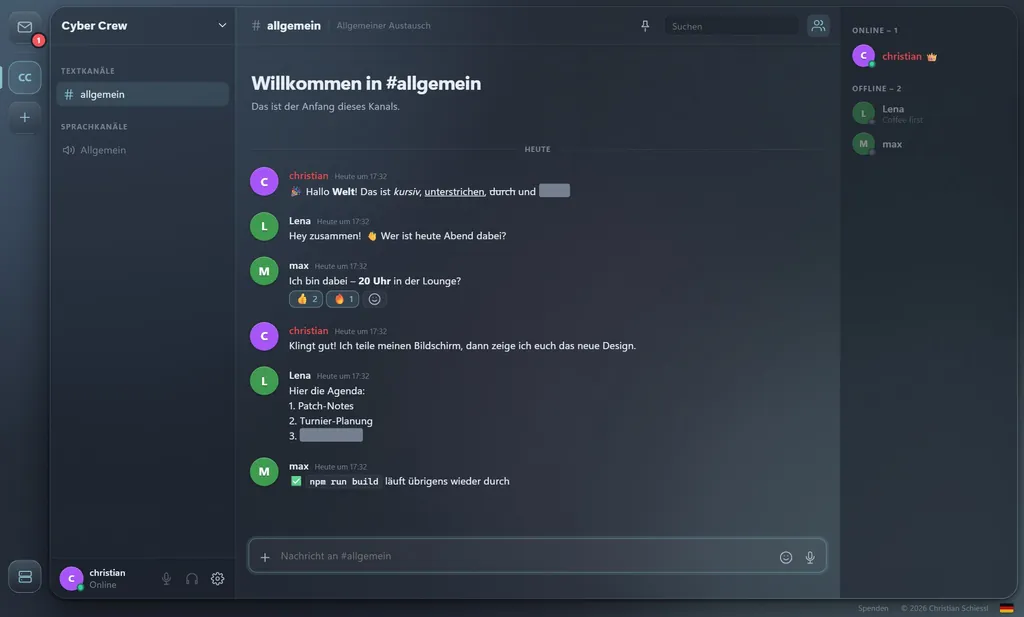 1
Cyber Crew
CC
TEXTKANÄLE
# allgemein
SPRACHKANÄLE
Allgemein
C
christian
Online
# allgemein
Allgemeiner Austausch
Suchen
Willkommen in #allgemein
Das ist der Anfang dieses Kanals.
HEUTE
C
christian Heute um 17:32
🎉 Hallo Welt! Das ist kursiv, unterstrichen, durch und
L
Lena Heute um 17:32
Hey zusammen! 👋 Wer ist heute Abend dabei?
M
max Heute um 17:32
Ich bin dabei – 20 Uhr in der Lounge?
👍 2 🔥 1
C
christian Heute um 17:32
Klingt gut! Ich teile meinen Bildschirm, dann zeige ich euch das neue Design.
L
Lena Heute um 17:32
Hier die Agenda:
1. Patch-Notes
2. Turnier-Planung
3.
M
max Heute um 17:32
✅ npm run build läuft übrigens wieder durch
Nachricht an #allgemein
ONLINE – 1
C
christian 👑
OFFLINE – 2
L
Lena
Coffee first
M
max
Spenden
© 2026 Christian Schiessl